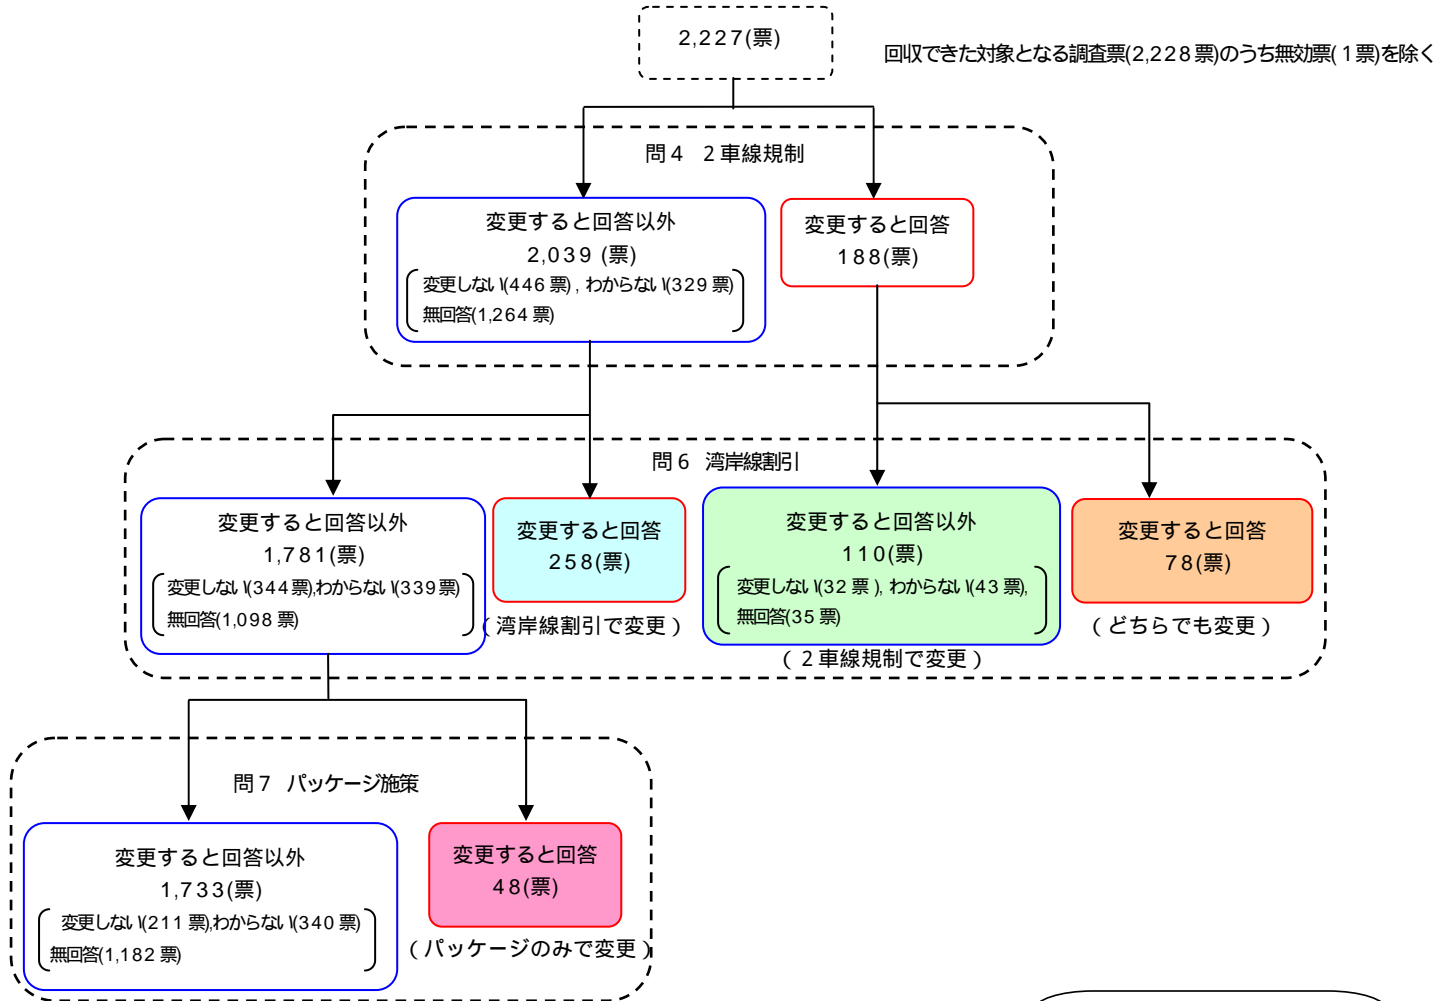 2,227(票)
回収できた対象となる調査票(2,228票)のうち無効票(1票)を除く
問4 2車線規制
変更すると回答以外
2,039 (票)
変更しない(446票), わからない(329票)
無回答(1,264票)
変更すると回答
188(票)
問6 湾岸線割引
変更すると回答以外
1,781(票)
変更しない(344票),わからない(339票)
無回答(1,098票)
変更すると回答
258(票)
(湾岸線割引で変更)
変更すると回答以外
110(票)
変更しない(32票), わからない(43票),
無回答(35票)
(2車線規制で変更)
変更すると回答
78(票)
(どちらでも変更)
問7 パッケージ施策
変更すると回答以外
1,733(票)
変更しない(211票),わからない(340票)
無回答(1,182票)
変更すると回答
48(票)
(パッケージのみで変更)